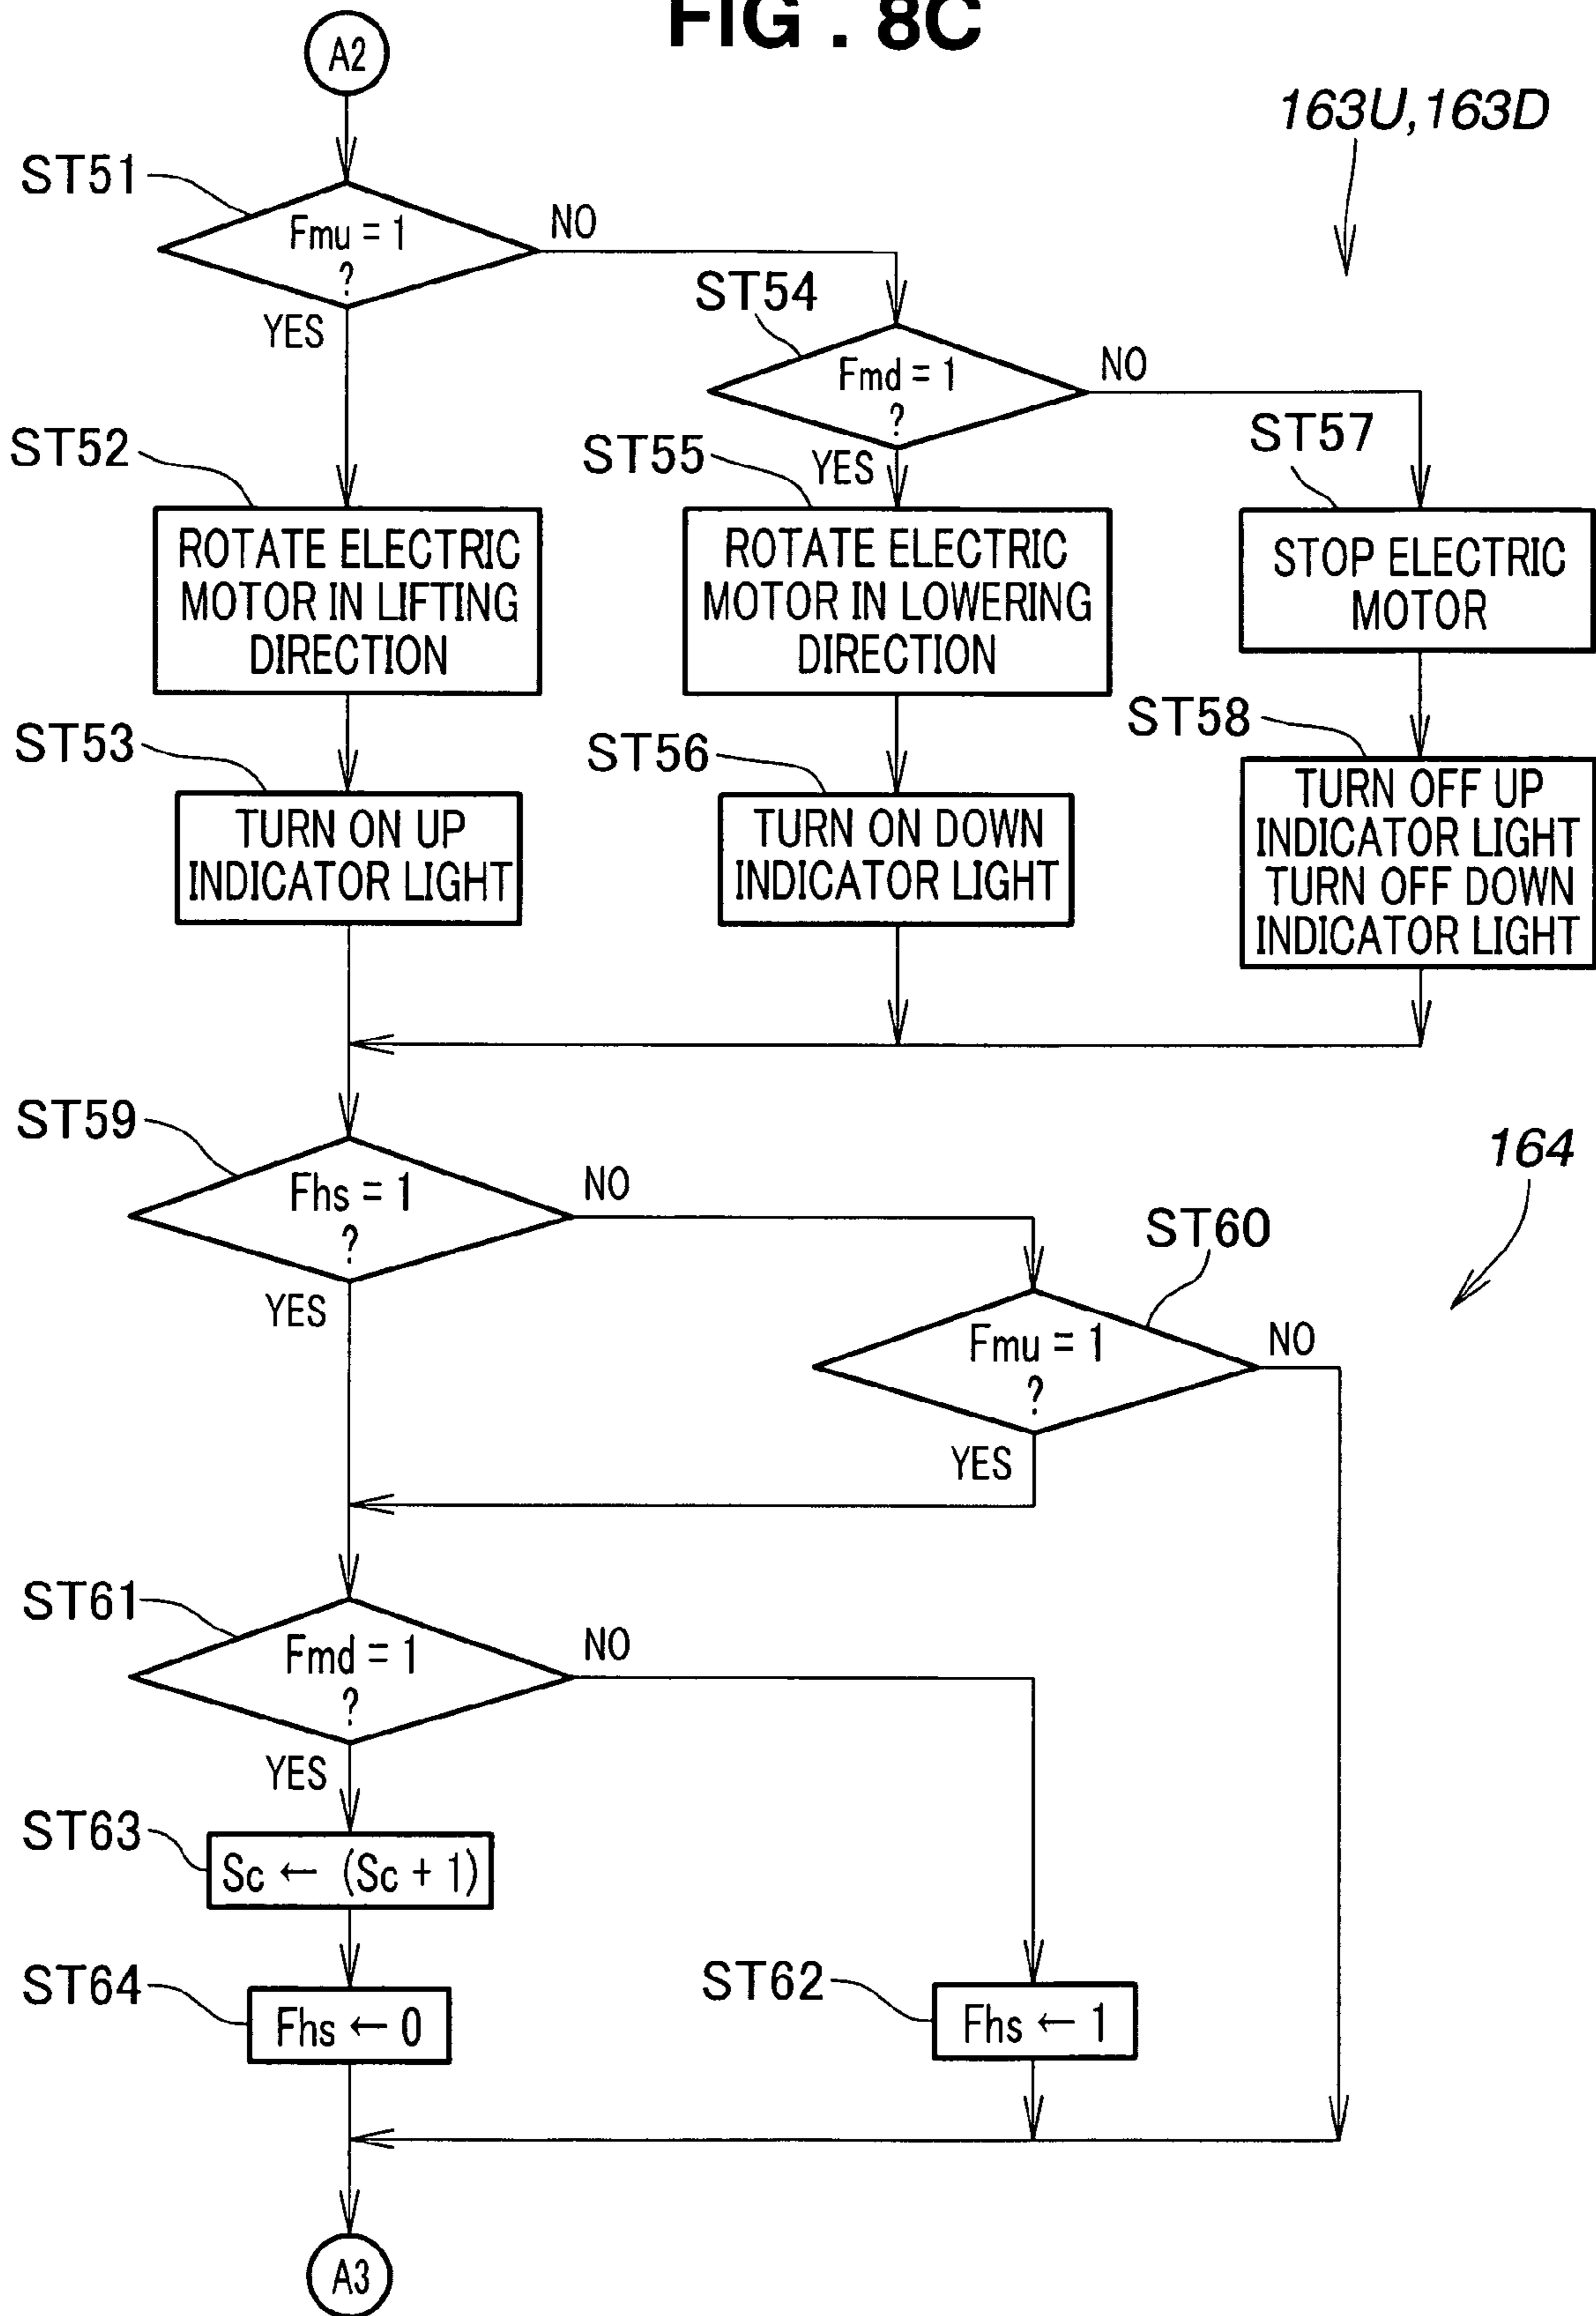 FIG . 8C
A2
163U, 163D
ST51
Fmu = 1
?
NO
YES
ST54
Fmd = 1
?
NO
YES
ST52
ROTATE ELECTRIC
MOTOR IN LIFTING
DIRECTION
ST55
ROTATE ELECTRIC
MOTOR IN LOWERING
DIRECTION
ST57
STOP ELECTRIC
MOTOR
ST53
TURN ON UP
INDICATOR LIGHT
ST56
TURN ON DOWN
INDICATOR LIGHT
ST58
TURN OFF UP
INDICATOR LIGHT
TURN OFF DOWN
INDICATOR LIGHT
ST59
Fhs = 1
?
NO
YES
164
ST60
Fmu = 1
?
NO
YES
ST61
Fmd = 1
?
NO
YES
ST63
Sc ← (Sc + 1)
ST64
Fhs ← 0
ST62
Fhs ← 1
A3